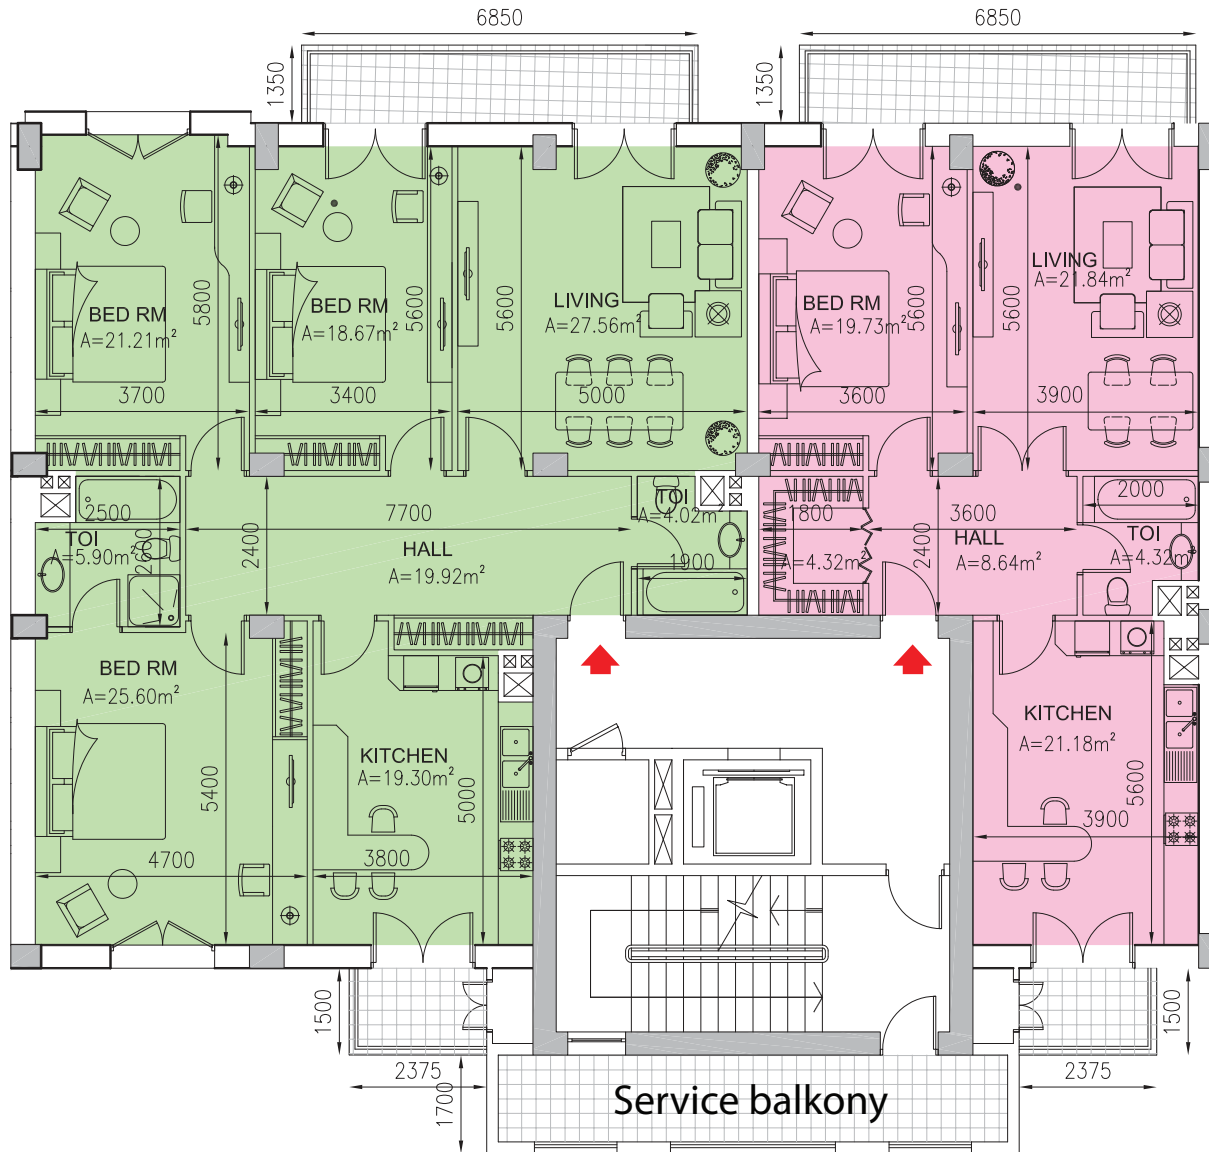 6850
6850
1350
1350
BED RM
A=21.21m²
5800
3700
BED RM
A=18.67m²
5600
3400
LIVING
A=27.56m²
5600
5000
BED RM
A=19.73m²
5600
3600
LIVING
A=21.84m²
5600
3900
2500
TOI
A=5.90m²
2600
2400
7700
HALL
A=19.92m²
TOI
A=4.02m²
1900
1800
A=4.32m²
2400
3600
HALL
A=8.64m²
2000
TOI
A=4.32m²
BED RM
A=25.60m²
5400
4700
KITCHEN
A=19.30m²
5000
3800
KITCHEN
A=21.18m²
5600
3900
1500
2375
1700
1500
2375
Service balkony